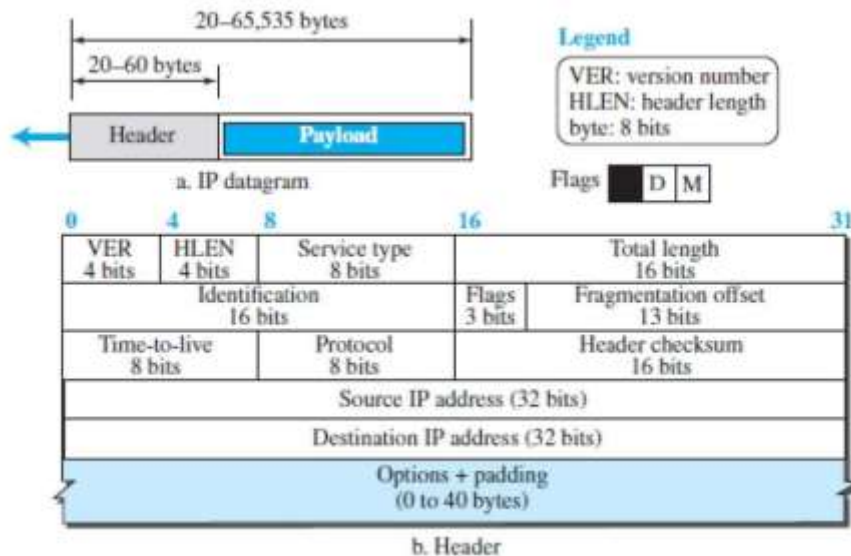 20–65,535 bytes
20–60 bytes
Header
Payload
a. IP datagram
Legend
VER: version number
HLEN: header length
byte: 8 bits
Flags D M
0 4 8 16 31
VER HLEN Service type Total length
4 bits 4 bits 8 bits 16 bits
Identification Flags Fragmentation offset
16 bits 3 bits 13 bits
Time-to-live Protocol Header checksum
8 bits 8 bits 16 bits
Source IP address (32 bits)
Destination IP address (32 bits)
Options + padding
(0 to 40 bytes)
b. Header